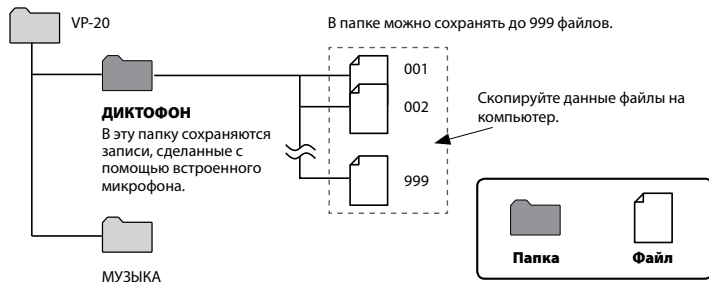 VP-20
В папке можно сохранять до 999 файлов.
001
002
999
Скопируйте данные файлы на
компьютер.
ДИКТОФОН
В эту папку сохраняются
записи, сделанные с
помощью встроенного
микрофона.
МУЗЫКА
Папка
Файл